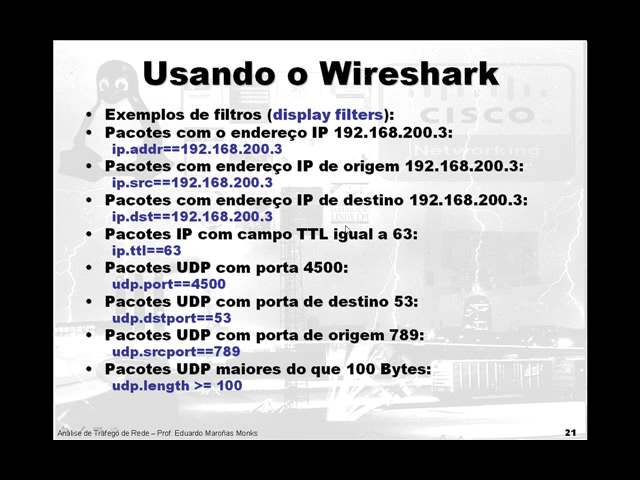 Usando o Wireshark
• Exemplos de filtros (display filters):
• Pacotes com o endereço IP 192.168.200.3:
ip.addr==192.168.200.3
• Pacotes com endereço IP de origem 192.168.200.3:
ip.src==192.168.200.3
• Pacotes com endereço IP de destino 192.168.200.3:
ip.dst==192.168.200.3
• Pacotes IP com campo TTL igual a 63:
ip.ttl==63
• Pacotes UDP com porta 4500:
udp.port==4500
• Pacotes UDP com porta de destino 53:
udp.dstport==53
• Pacotes UDP com porta de origem 789:
udp.srcport==789
• Pacotes UDP maiores do que 100 Bytes:
udp.length >= 100
CISCO
Networking
Análise de Tráfego de Rede – Prof. Eduardo Maroñas Monks
21